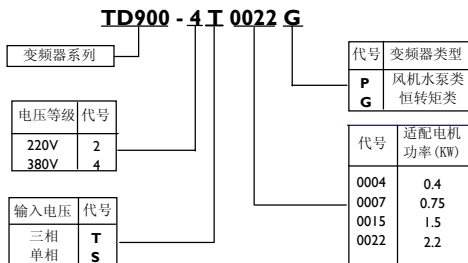 TD900 - 4 T 0022 G
变频器系列
电压等级 代号
220V 2
380V 4
输入电压 代号
三相 T
单相 S
代号 变频器类型
P 风机水泵类
G 恒转矩类
代号 适配电机功率(KW)
0004 0.4
0007 0.75
0015 1.5
0022 2.2